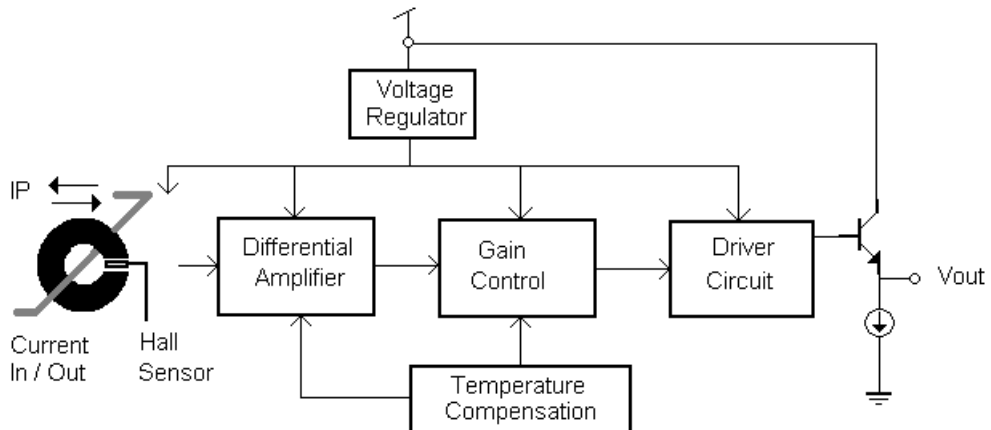 Voltage
Regulator
IP
Differential
Amplifier
Gain
Control
Driver
Circuit
Vout
Current
In / Out
Hall
Sensor
Temperature
Compensation